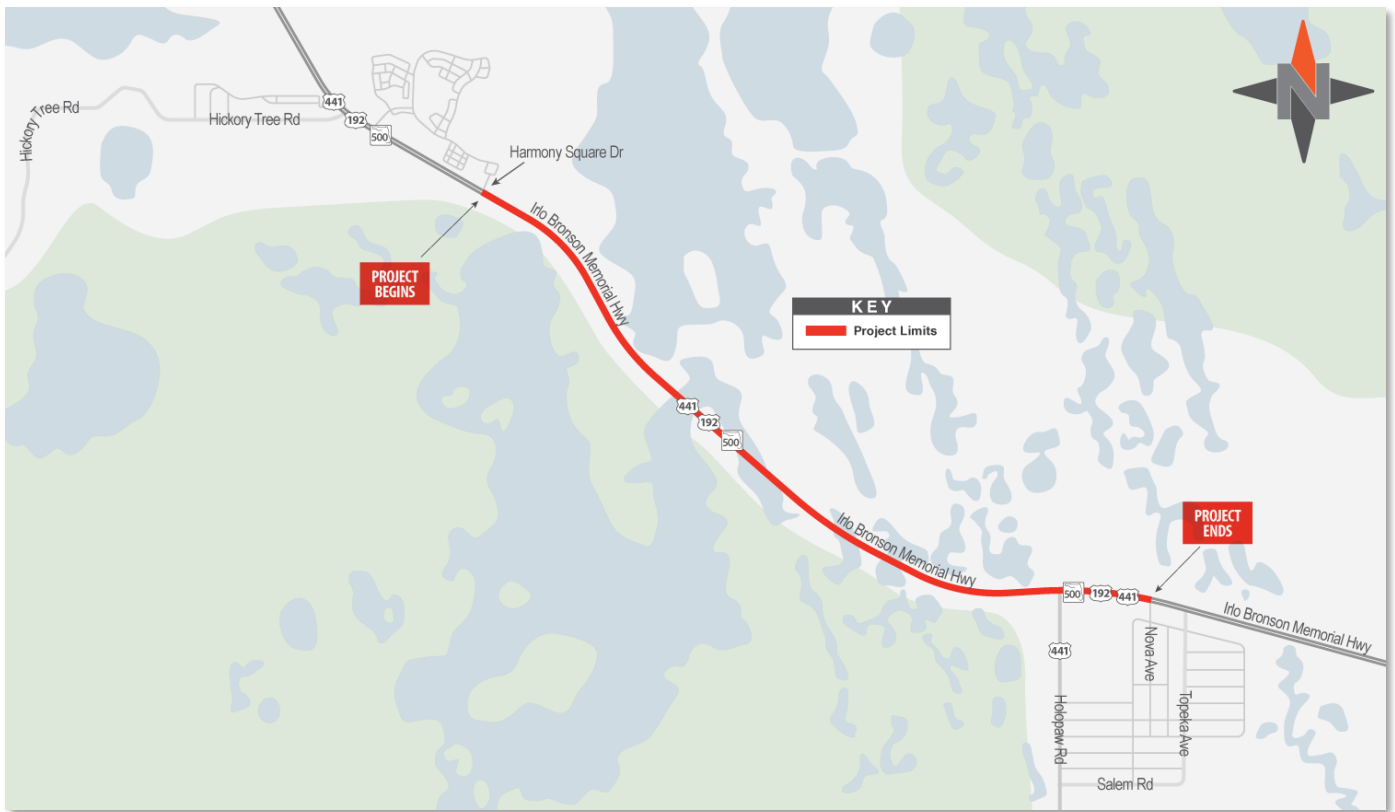 Hickory Tree Rd
Hickory Tree Rd
441
192
500
Harmony Square Dr
N
PROJECT
BEGINS
Irlo Bronson Memorial Hwy
KEY
Project Limits
441
192
500
Irlo Bronson Memorial Hwy
PROJECT
ENDS
500
192
441
Irlo Bronson Memorial Hwy
441
Nova Ave
Holopaw Rd
Topeka Ave
Salem Rd